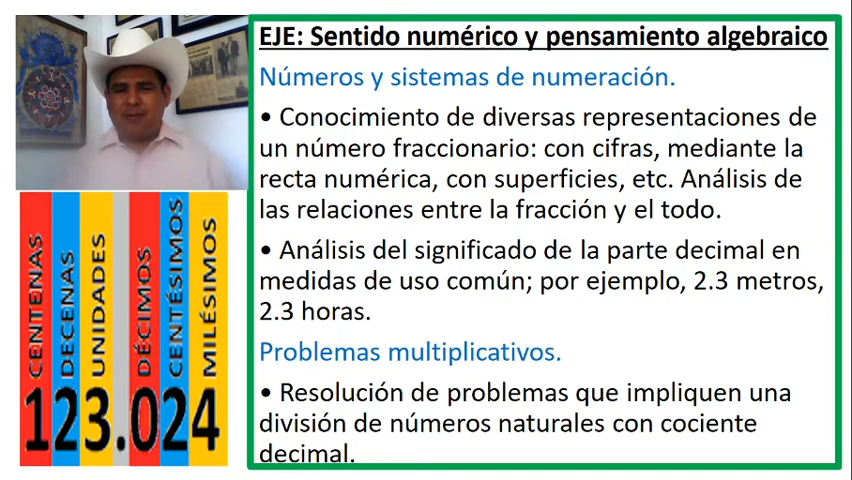 EJE: Sentido numérico y pensamiento algebraico
Números y sistemas de numeración.
• Conocimiento de diversas representaciones de
un número fraccionario: con cifras, mediante la
recta numérica, con superficies, etc. Análisis de
las relaciones entre la fracción y el todo.
• Análisis del significado de la parte decimal en
medidas de uso común; por ejemplo, 2.3 metros,
2.3 horas.
Problemas multiplicativos.
• Resolución de problemas que impliquen una
división de números naturales con cociente
decimal.
CENTENAS
DECENAS
UNIDADES
DÉCIMOS
CENTÉSIMOS
MILÉSIMOS
123.024